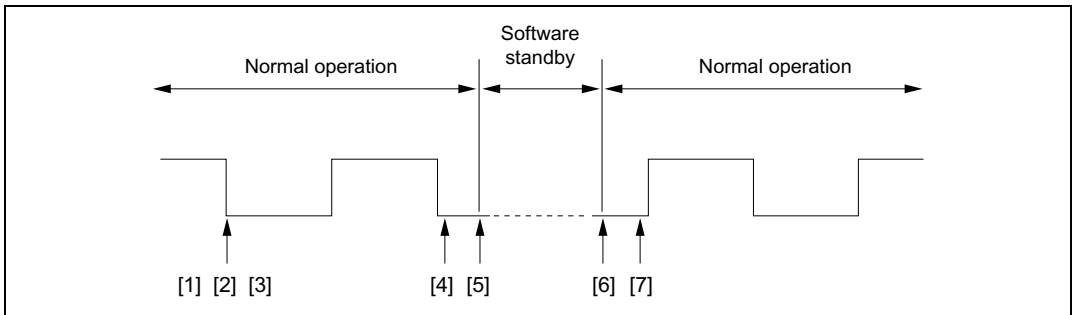 Software
standby
Normal operation
Normal operation
[1] [2] [3]
[4] [5]
[6] [7]